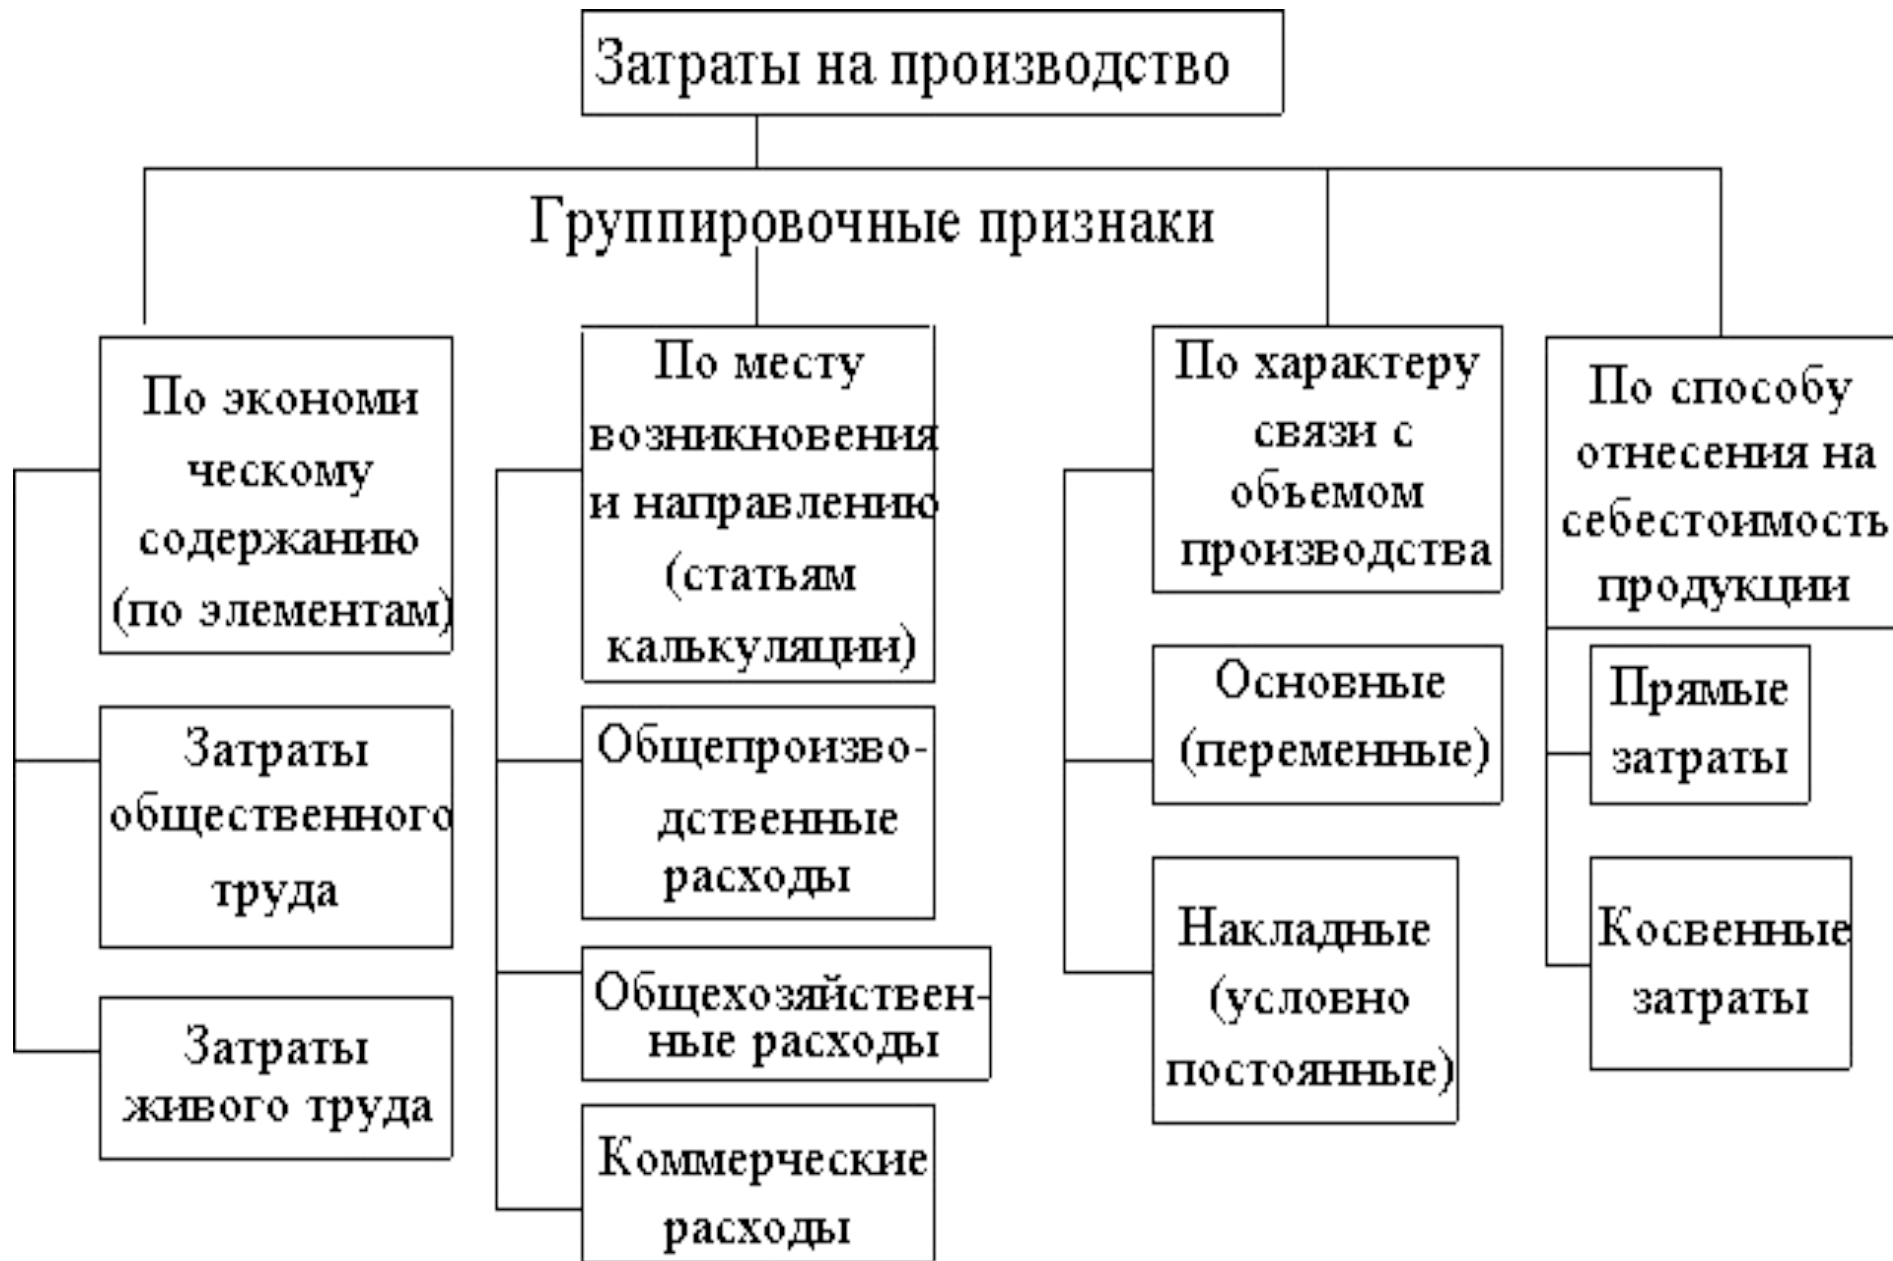 Затраты на производство
Группировочные признаки
По экономи
ческому
содержанию
(по элементам)
Затраты
общественного
труда
Затраты
живого труда
По месту
возникновения
и направлению
(статьям
калькуляции)
Общепроизво-
дственные
расходы
Общехозяйствен-
ные расходы
Коммерческие
расходы
По характеру
связи с
объемом
производства
Основные
(переменные)
Накладные
(условно
постоянные)
По способу
отнесения на
себестоимость
продукции
Прямые
затраты
Косвенные
затраты